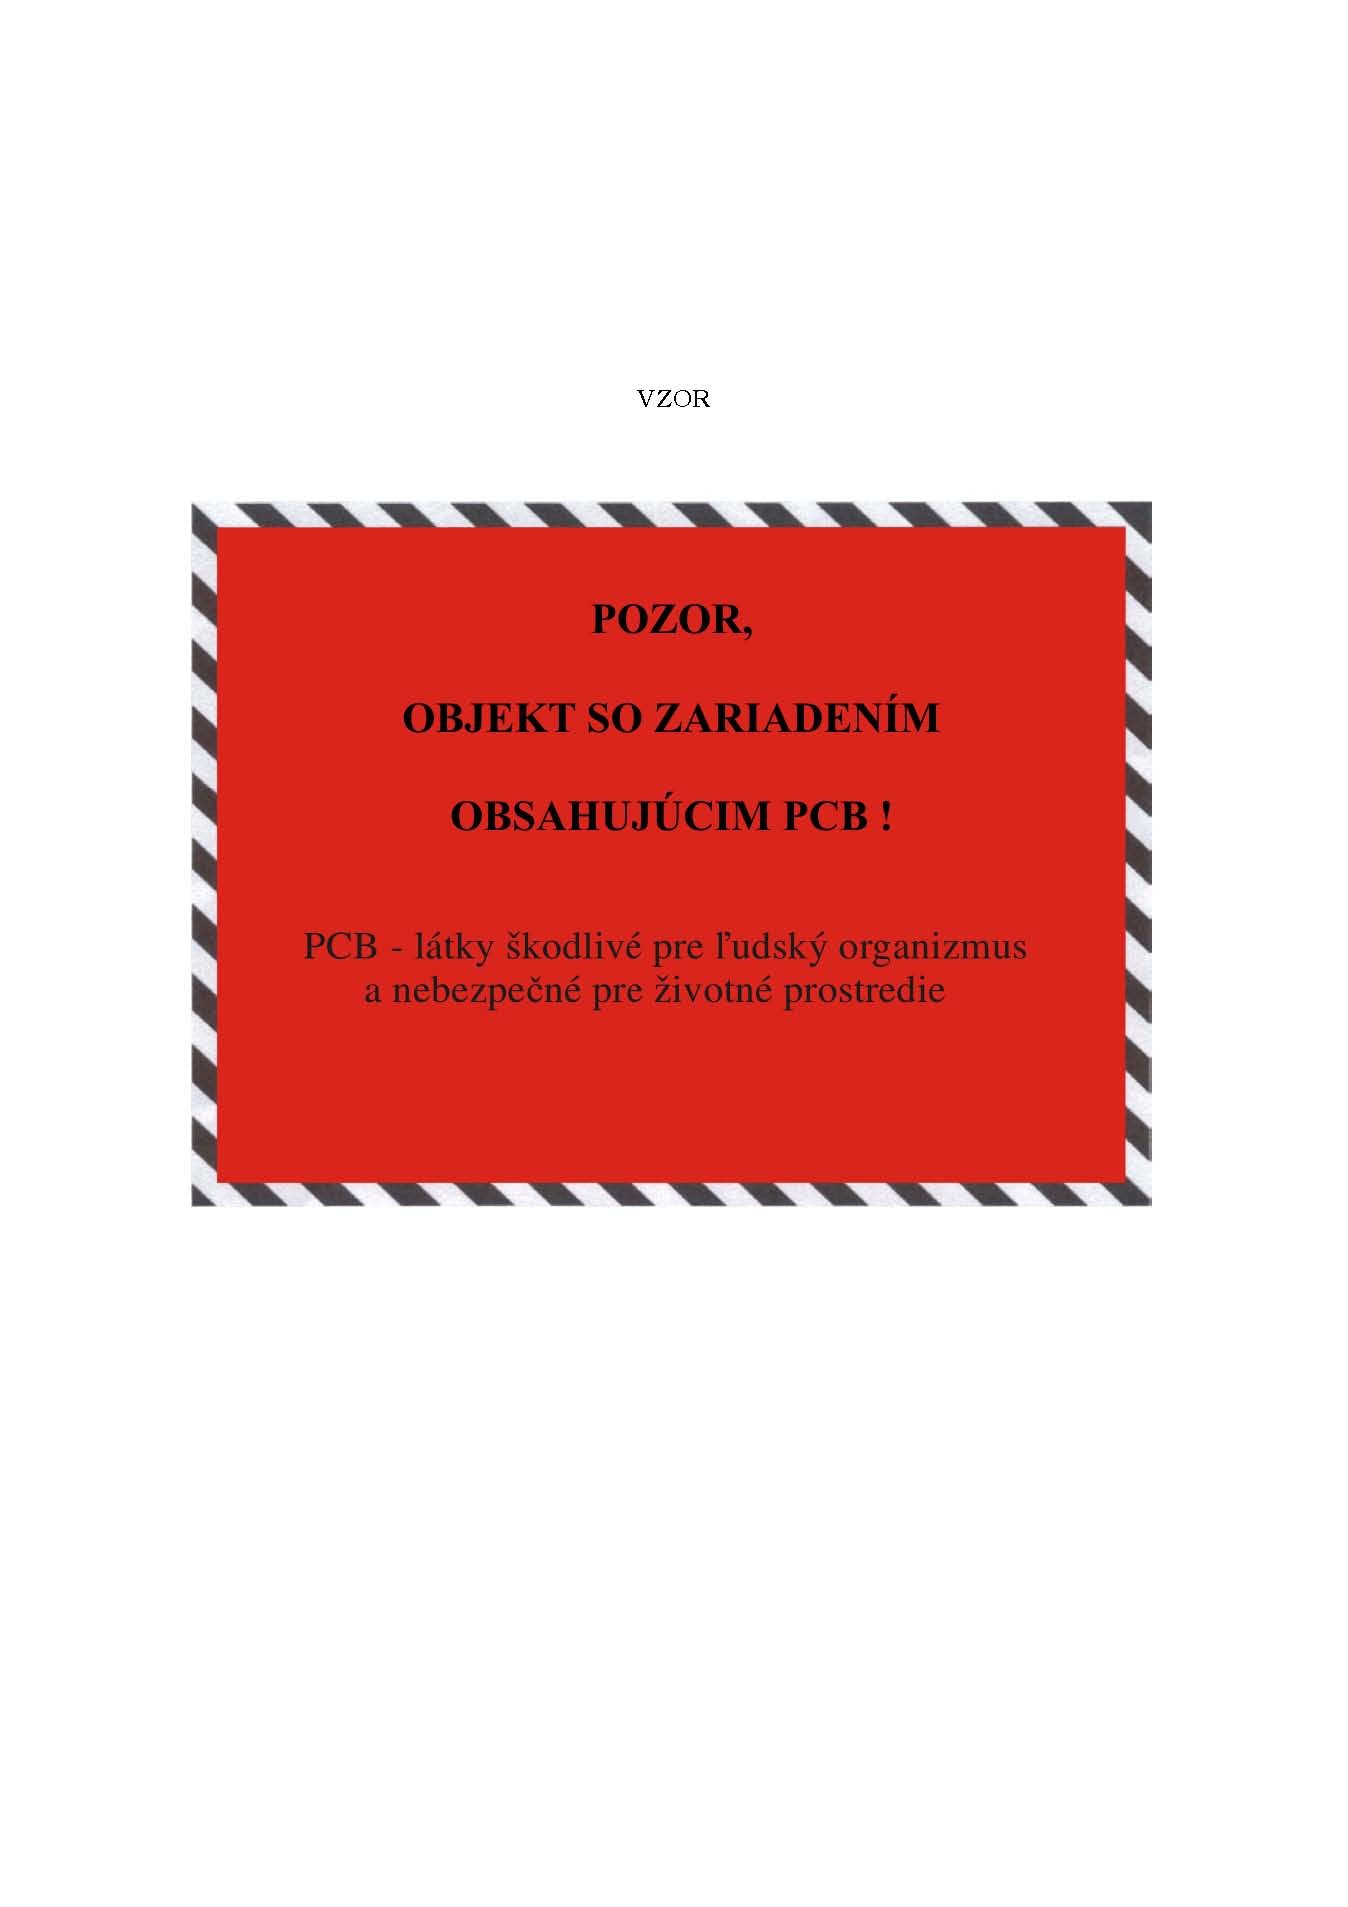 VZOR
POZOR,
OBJEKT SO ZARIADENÍM
OBSAHUJÚCIM PCB !
PCB - látky škodlivé pre ľudský organizmus
a nebezpečné pre životné prostredie